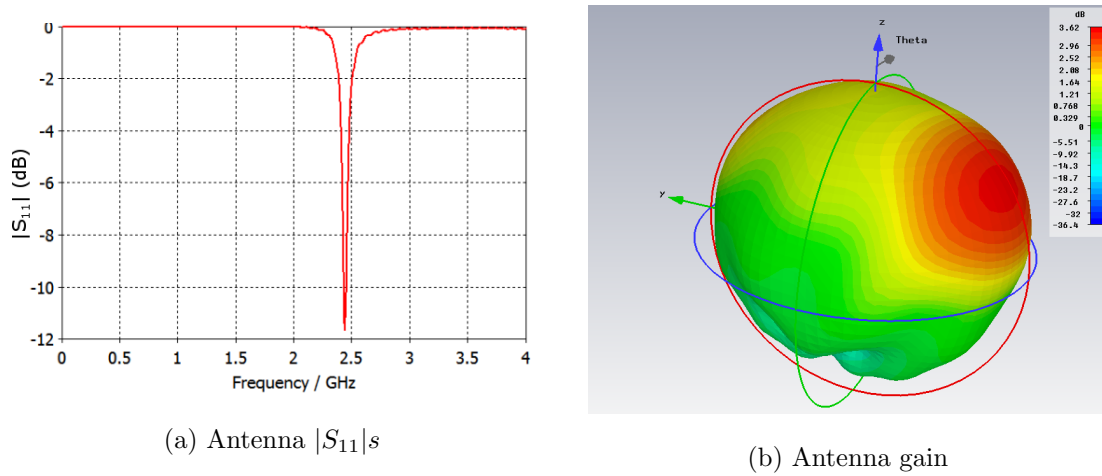 0
-2
-4
-6
-8
-10
-12
|S₁₁| (dB)
0 0.5 1 1.5 2 2.5 3 3.5 4
Frequency / GHz
(a) Antenna |S₁₁|s
z
Theta
y
dB
3.62
2.96
2.52
2.08
1.64
1.21
0.768
0.329
0
-5.51
-9.92
-14.3
-18.7
-23.2
-27.6
-32
-36.4
(b) Antenna gain